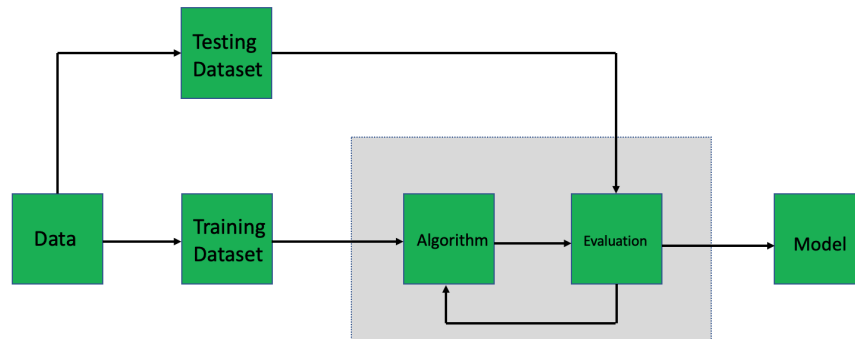 Testing
Dataset
Data
Training
Dataset
Algorithm
Evaluation
Model